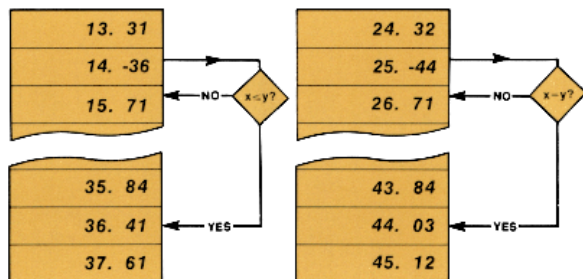 13. 31
14. -36
15. 71
x≤y?
NO
35. 84
36. 41
YES
37. 61
24. 32
25. -44
26. 71
x-y?
NO
43. 84
44. 03
YES
45. 12